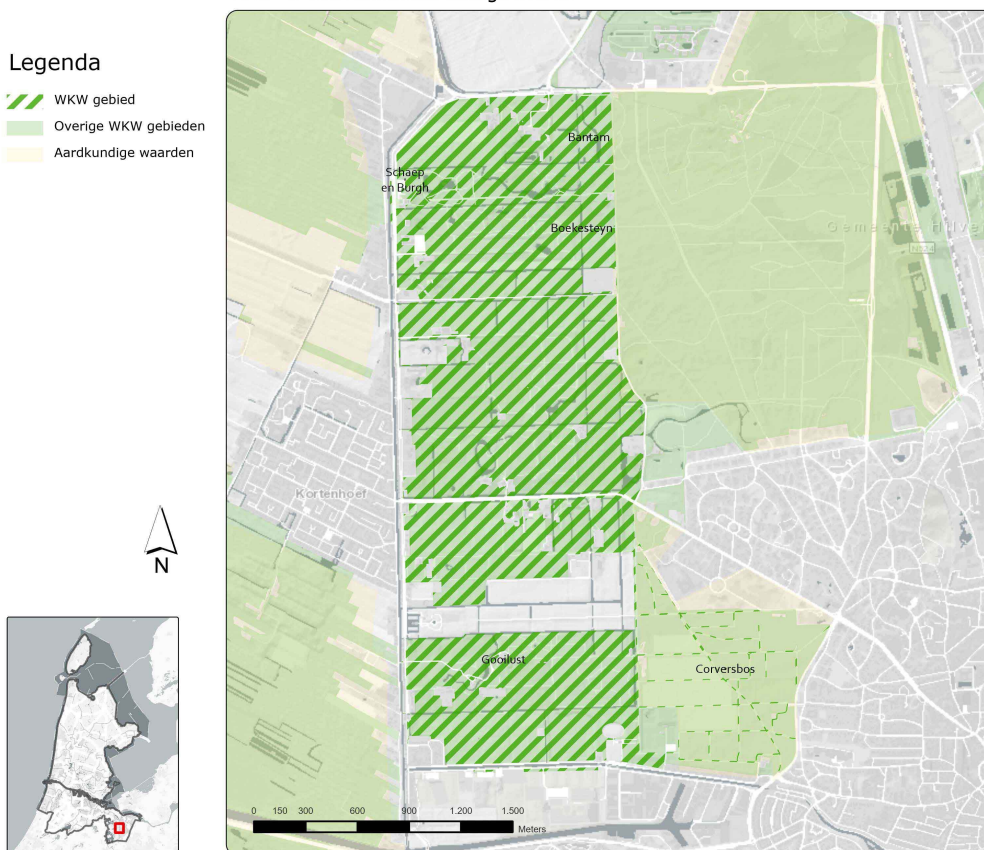 Legenda
WKW gebied
Overige WKW gebieden
Aardkundige waarden
Bantam
Schaep
en Burgh
Boekesteyn
Kortenhoef
N
Gooilust
Corversbos
0 150 300 600 900 1.200 1.500
Meters